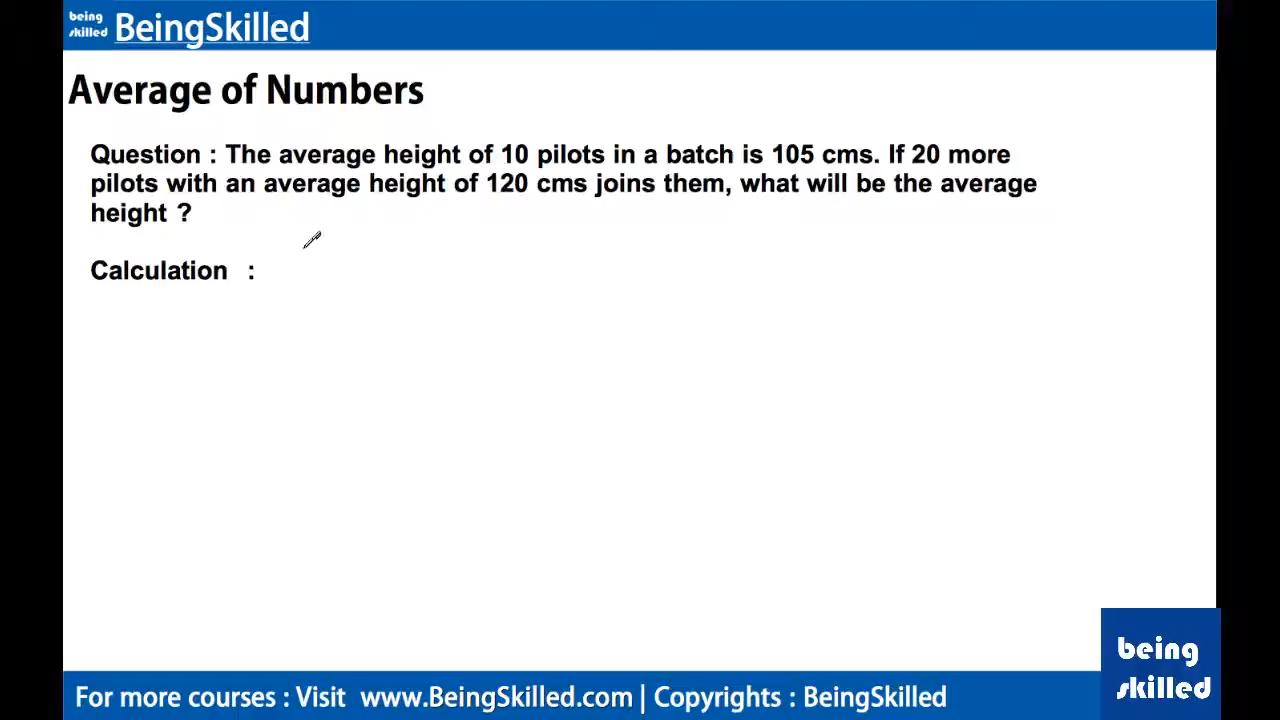 being
skilled
BeingSkilled
Average of Numbers
Question : The average height of 10 pilots in a batch is 105 cms. If 20 more
pilots with an average height of 120 cms joins them, what will be the average
height ?
Calculation :
being
skilled
For more courses : Visit www.BeingSkilled.com | Copyrights : BeingSkilled